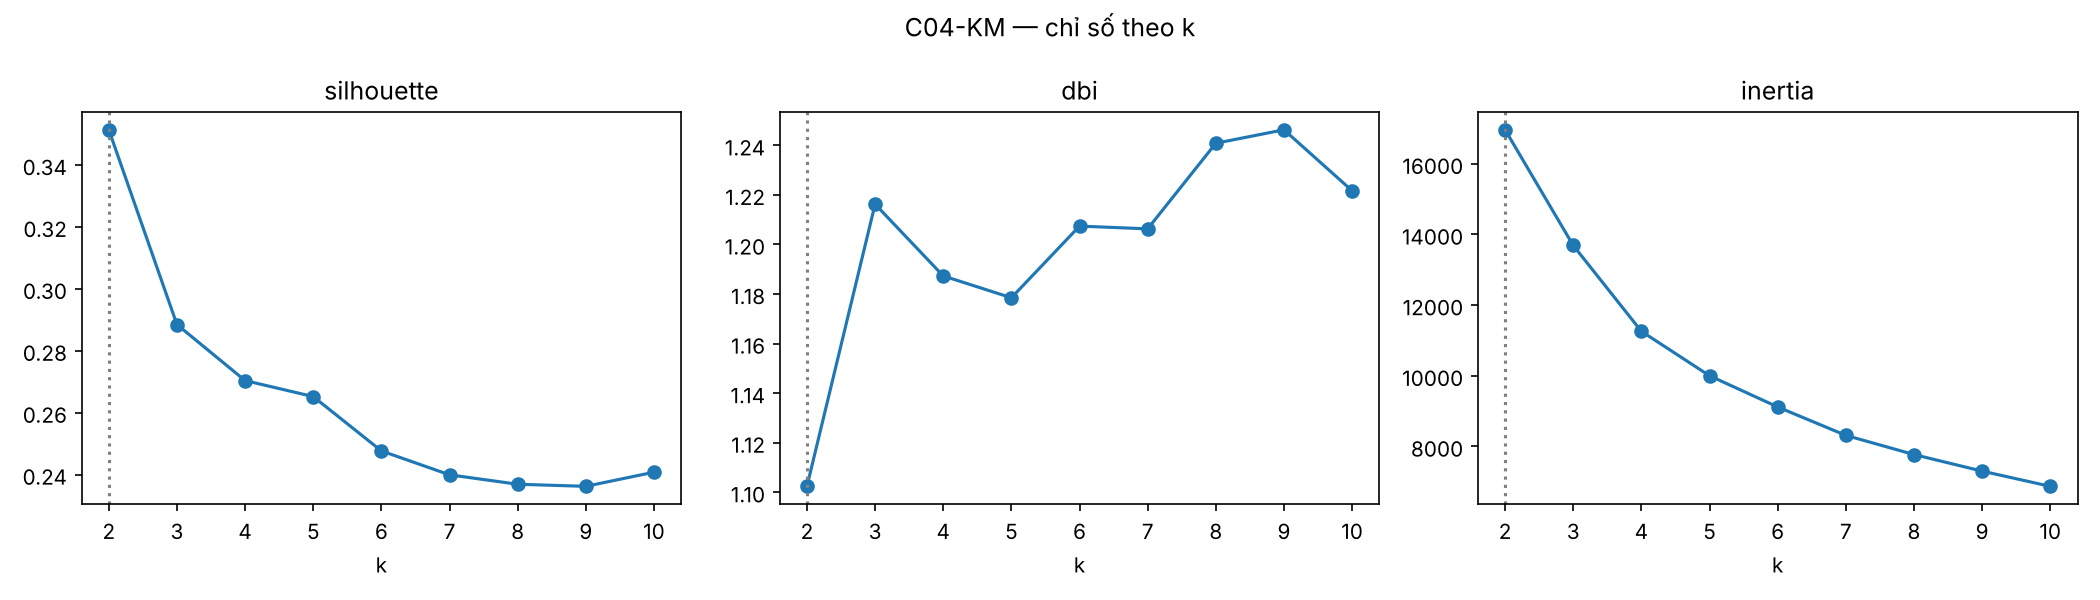 C04-KM — chỉ số theo k
silhouette
0.34
0.32
0.30
0.28
0.26
0.24
2 3 4 5 6 7 8 9 10
k
dbi
1.24
1.22
1.20
1.18
1.16
1.14
1.12
1.10
2 3 4 5 6 7 8 9 10
k
inertia
16000
14000
12000
10000
8000
2 3 4 5 6 7 8 9 10
k